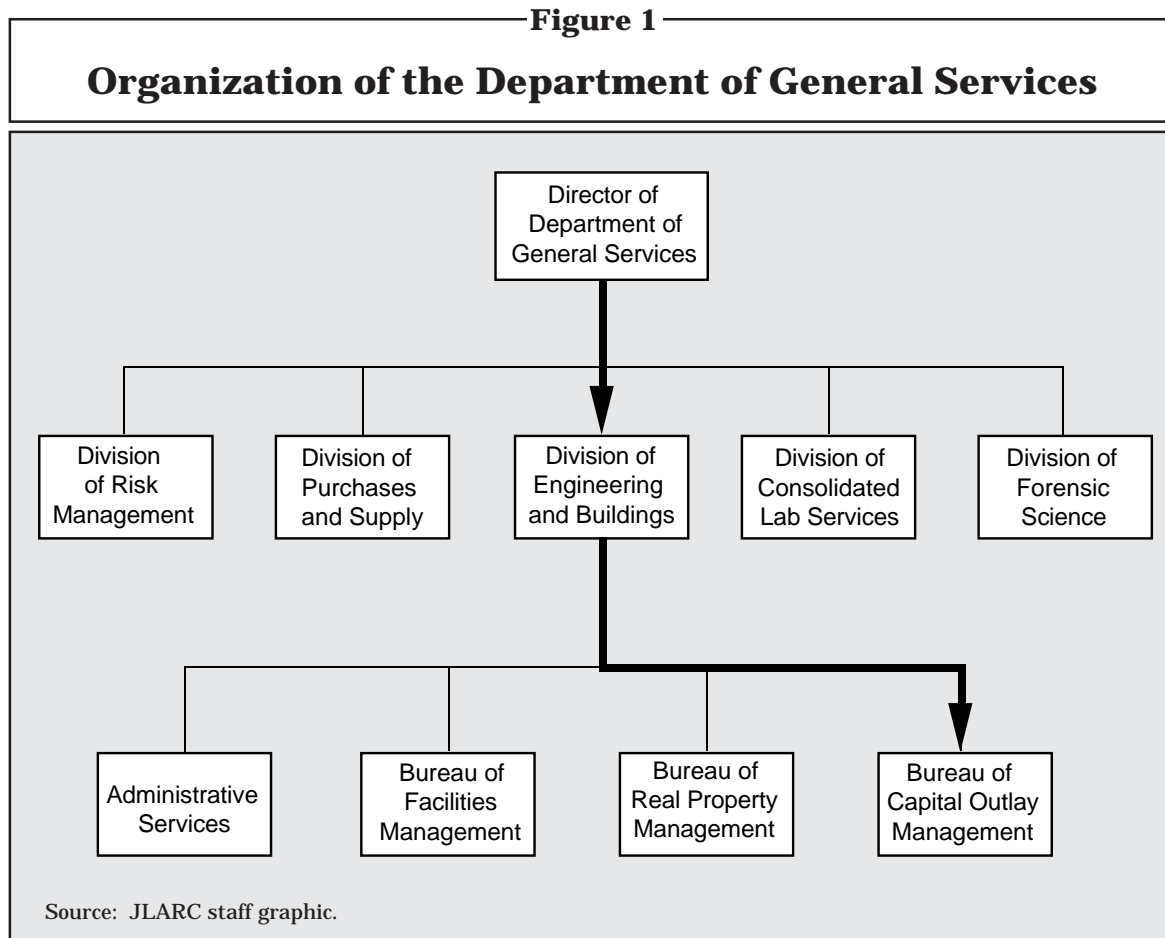 Figure 1
Organization of the Department of General Services
Director of
Department of
General Services
Division
of Risk
Management
Division of
Purchases
and Supply
Division of
Engineering
and Buildings
Division of
Consolidated
Lab Services
Division of
Forensic
Science
Administrative
Services
Bureau of
Facilities
Management
Bureau of
Real Property
Management
Bureau of
Capital Outlay
Management
Source: JLARC staff graphic.